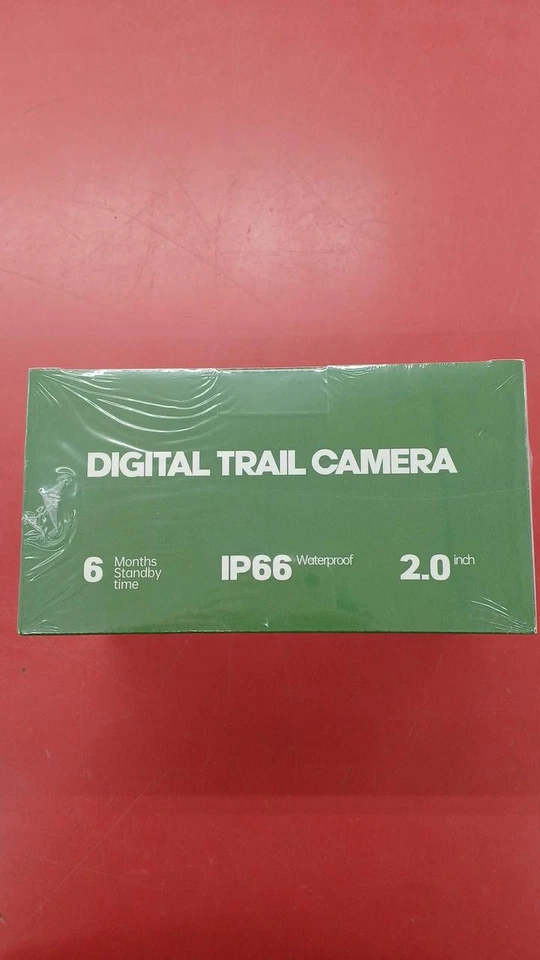 DIGITAL TRAIL CAMERA
6 Months
Standby
time
IP66 Waterproof
2.0 inch